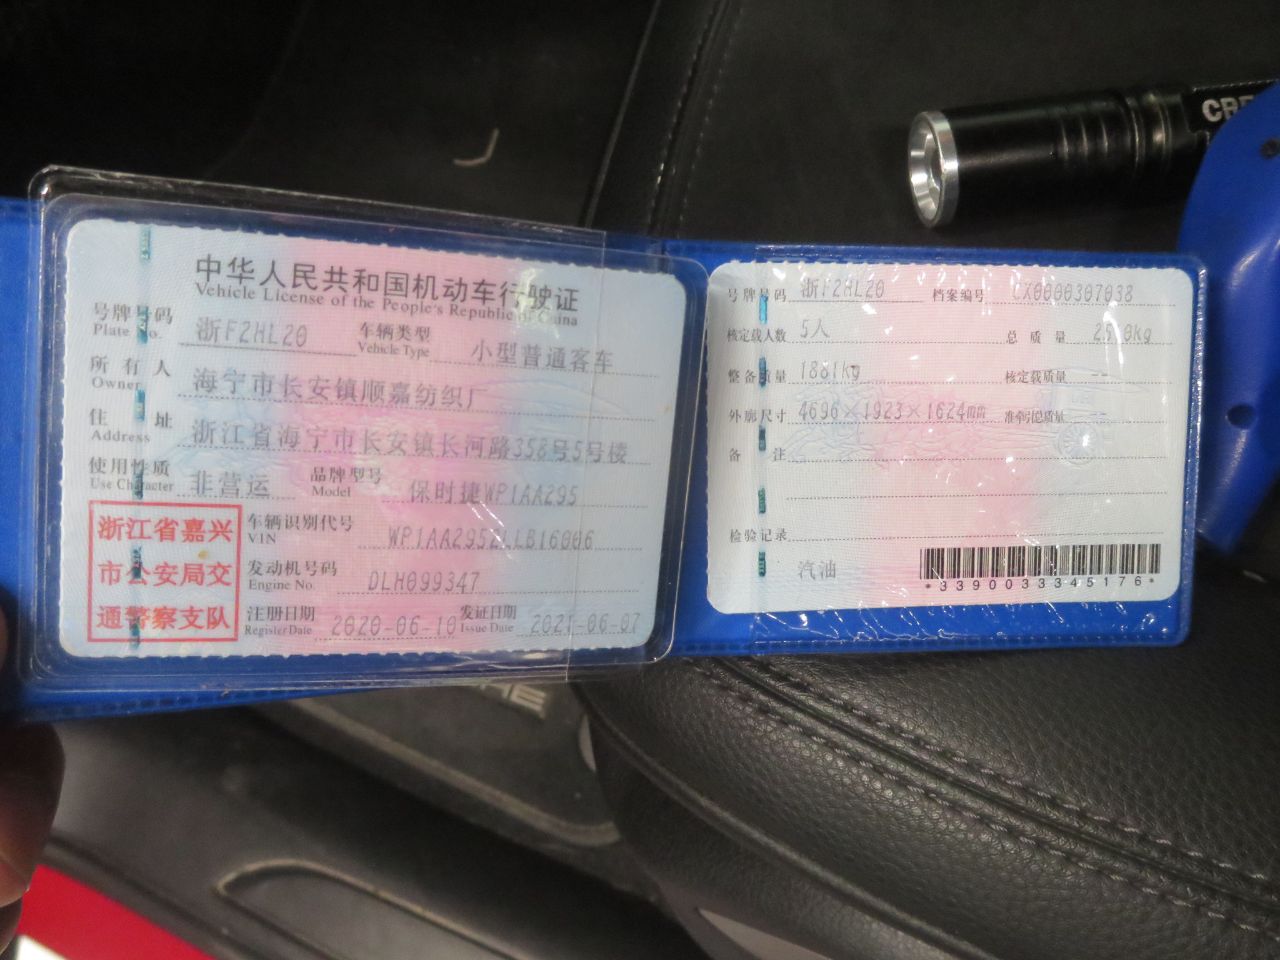 中华人民共和国机动车行驶证
Vehicle License of the People's Republic of China
号牌号码 浙F2HL20 车辆类型 小型普通客车
Plate No. Vehicle Type
所有人 海宁市长安镇顺嘉纺织厂
Owner
住址 浙江省海宁市长安镇长河路358号5号楼
Address
使用性质 非营运 品牌型号 保时捷WP1AA295
Use Character Model
浙江省嘉兴
市公安局交
通警察支队
车辆识别代号
VIN
发动机号码 DLH099347
Engine No.
注册日期 2020-06-10 发证日期 2021-06-07
Register Date Issue Date
号牌号码 浙F2HL20 档案编号 CX0000307038
核定载人数 5人 总质量
整备质量 1881kg 核定载质量 --
外廓尺寸 4696×1923×1624mm 准牵引总质量 --
备注
检验记录
汽油
*3390033345176*